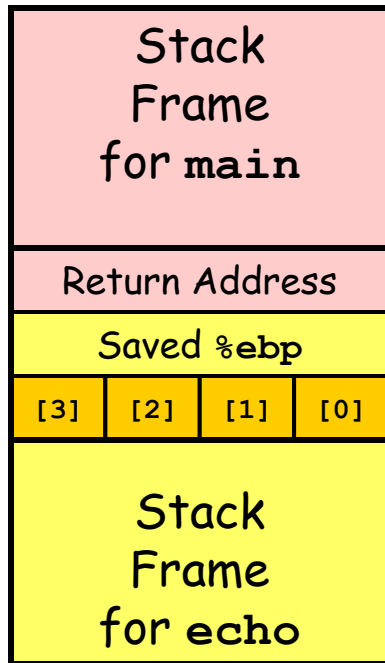 Stack
Frame
for main
Return Address
Saved %ebp
[3] [2] [1] [0]
Stack
Frame
for echo